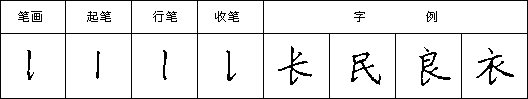 笔画 起笔 行笔 收笔 字 例
长 民 良 衣